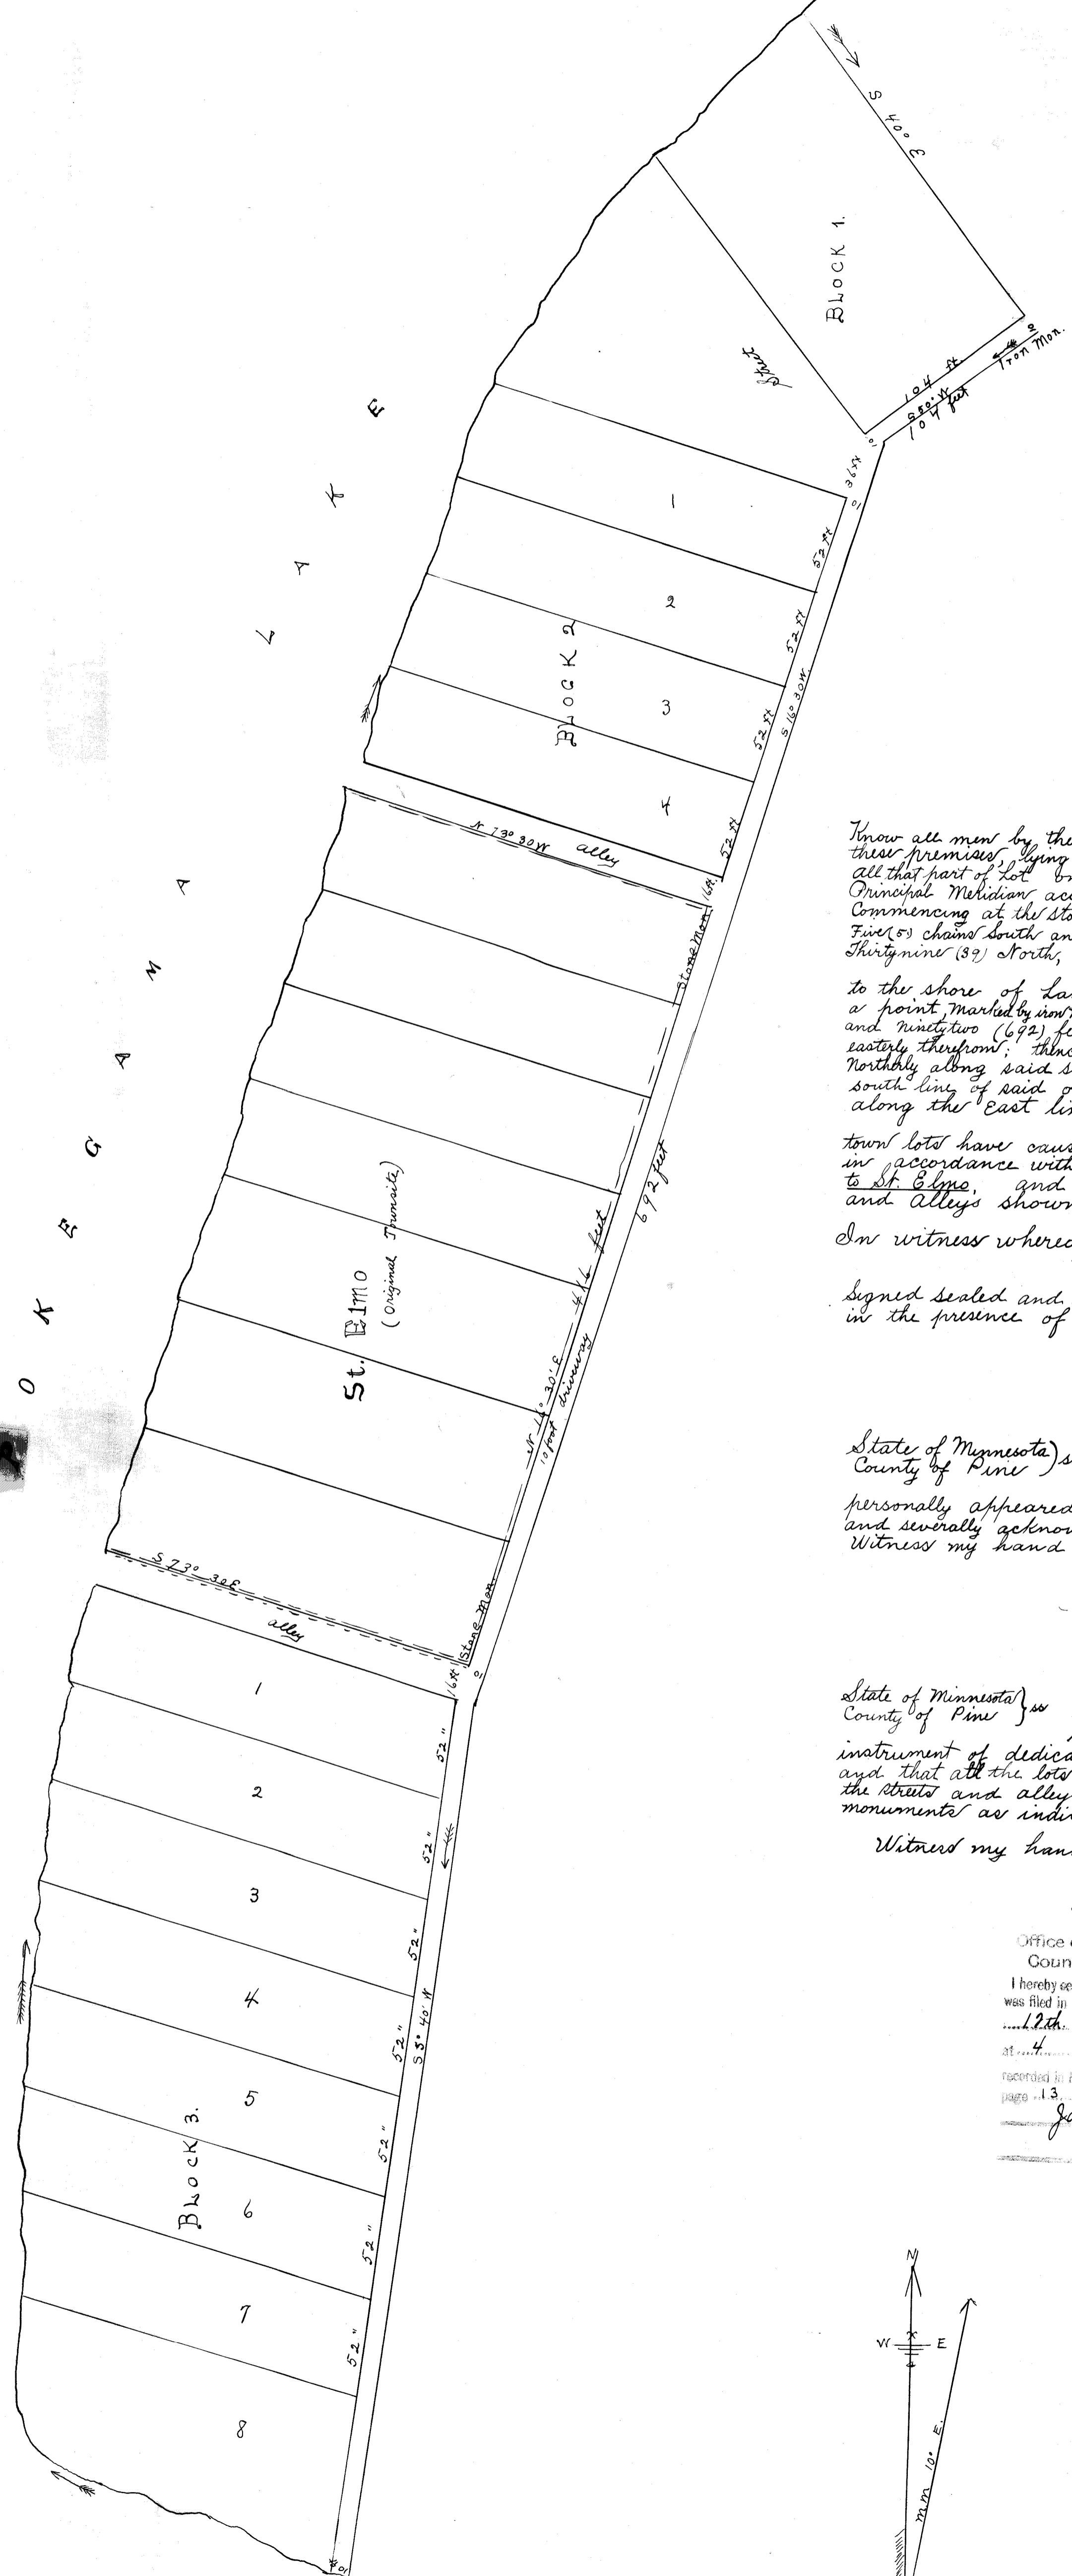 S 40° E
BLOCK 1.
Street
104 ft.
S 50° W
104 feet
Iron Mon.
36 ft
1
52 ft
2
52 ft
S 16° 30 W.
BLOCK 2
3
52 ft
4
52 ft
N 73° 30 W alley
16 ft.
Stone Mon.
LAKE
POKEGAMA
692 feet
St. Elmo
(Original Townsite)
N 16° 30' E 416 feet
10 foot driveway
S 73° 30 E
alley
Stone Mon.
16 ft
1
52"
2
52"
3
52"
4
52"
S 5° 40' W
5
52"
BLOCK 3.
6
52"
7
52"
8
Know all men by the
these premises, lying
all that part of Lot
Principal Meridian, acc
Commencing at the sto
Five (5) chains South an
Thirtynine (39) North,
to the shore of La
a point, marked by iron
and ninetytwo (692) fe
easterly therefrom; thenc
Northerly along said s
south line of said o
along the East lin
town lots have caus
in accordance with
to St. Elmo, and
and Alleys shown
In witness where
Signed sealed and
in the presence of
State of Minnesota) s
County of Pine
personally appeared
and severally acknow
Witness my hand
State of Minnesota} ss
County of Pine
instrument of dedica
and that all the lots
the streets and alley
monuments as indi
Witness my han
Office
Coun
I hereby ce
was filed in
12th.
at 4
recorded in
page 13
N
W E
mm 10° E.